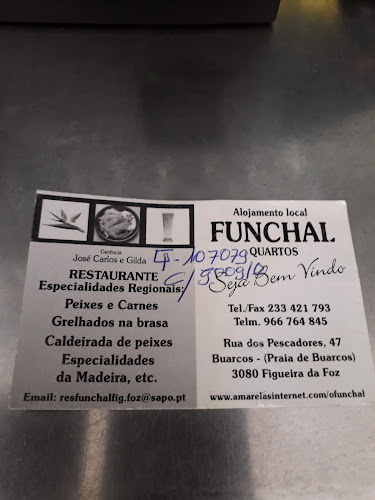 Gerência
José Carlos e Gilda
RESTAURANTE
Especialidades Regionais:
Peixes e Carnes
Grelhados na brasa
Caldeirada de peixes
Especialidades
da Madeira, etc.
Email: resfunchalfig.foz@sapo.pt
107079
Alojamento local
FUNCHAL
QUARTOS
Seja Bem Vindo
Tel./Fax 233 421 793
Telm. 966 764 845
Rua dos Pescadores, 47
Buarcos - (Praia de Buarcos)
3080 Figueira da Foz
www.amareiasinternet.com/ofunchal